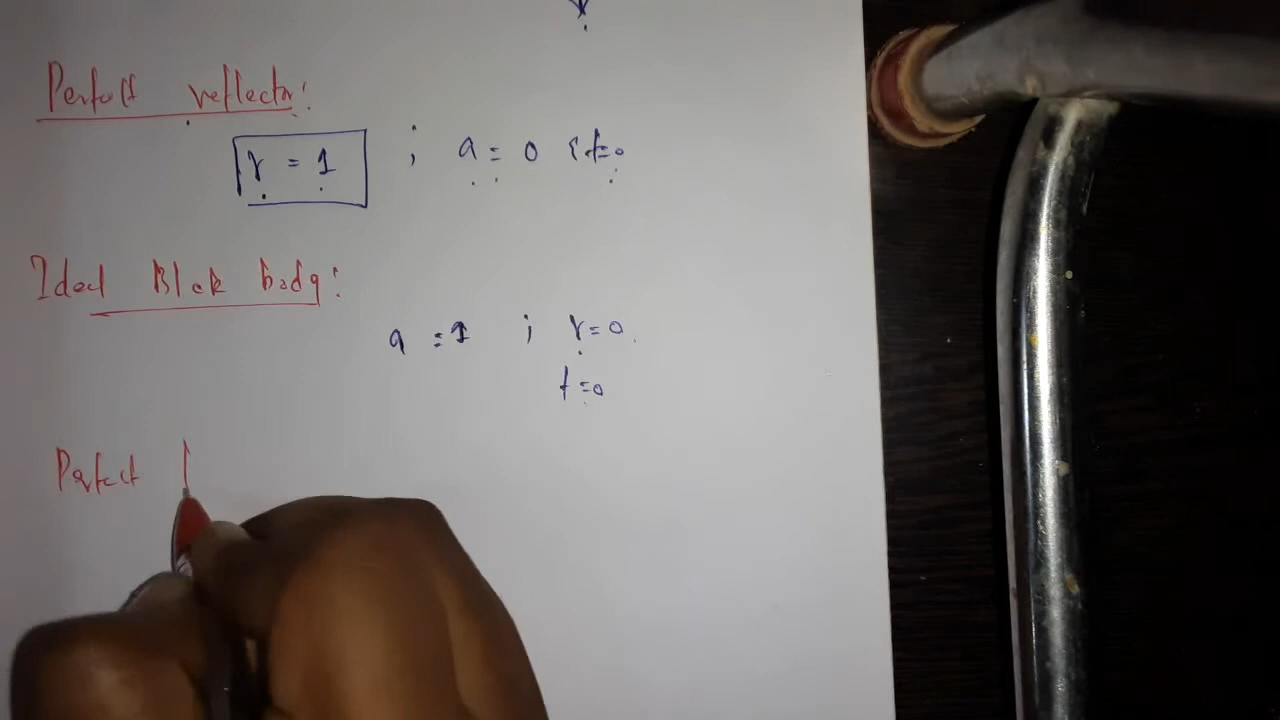 Perfect reflector:
r = 1 ; a = 0 & t=0
Ideal Black body:
a = 1 ; r = 0
t = 0
Perfect